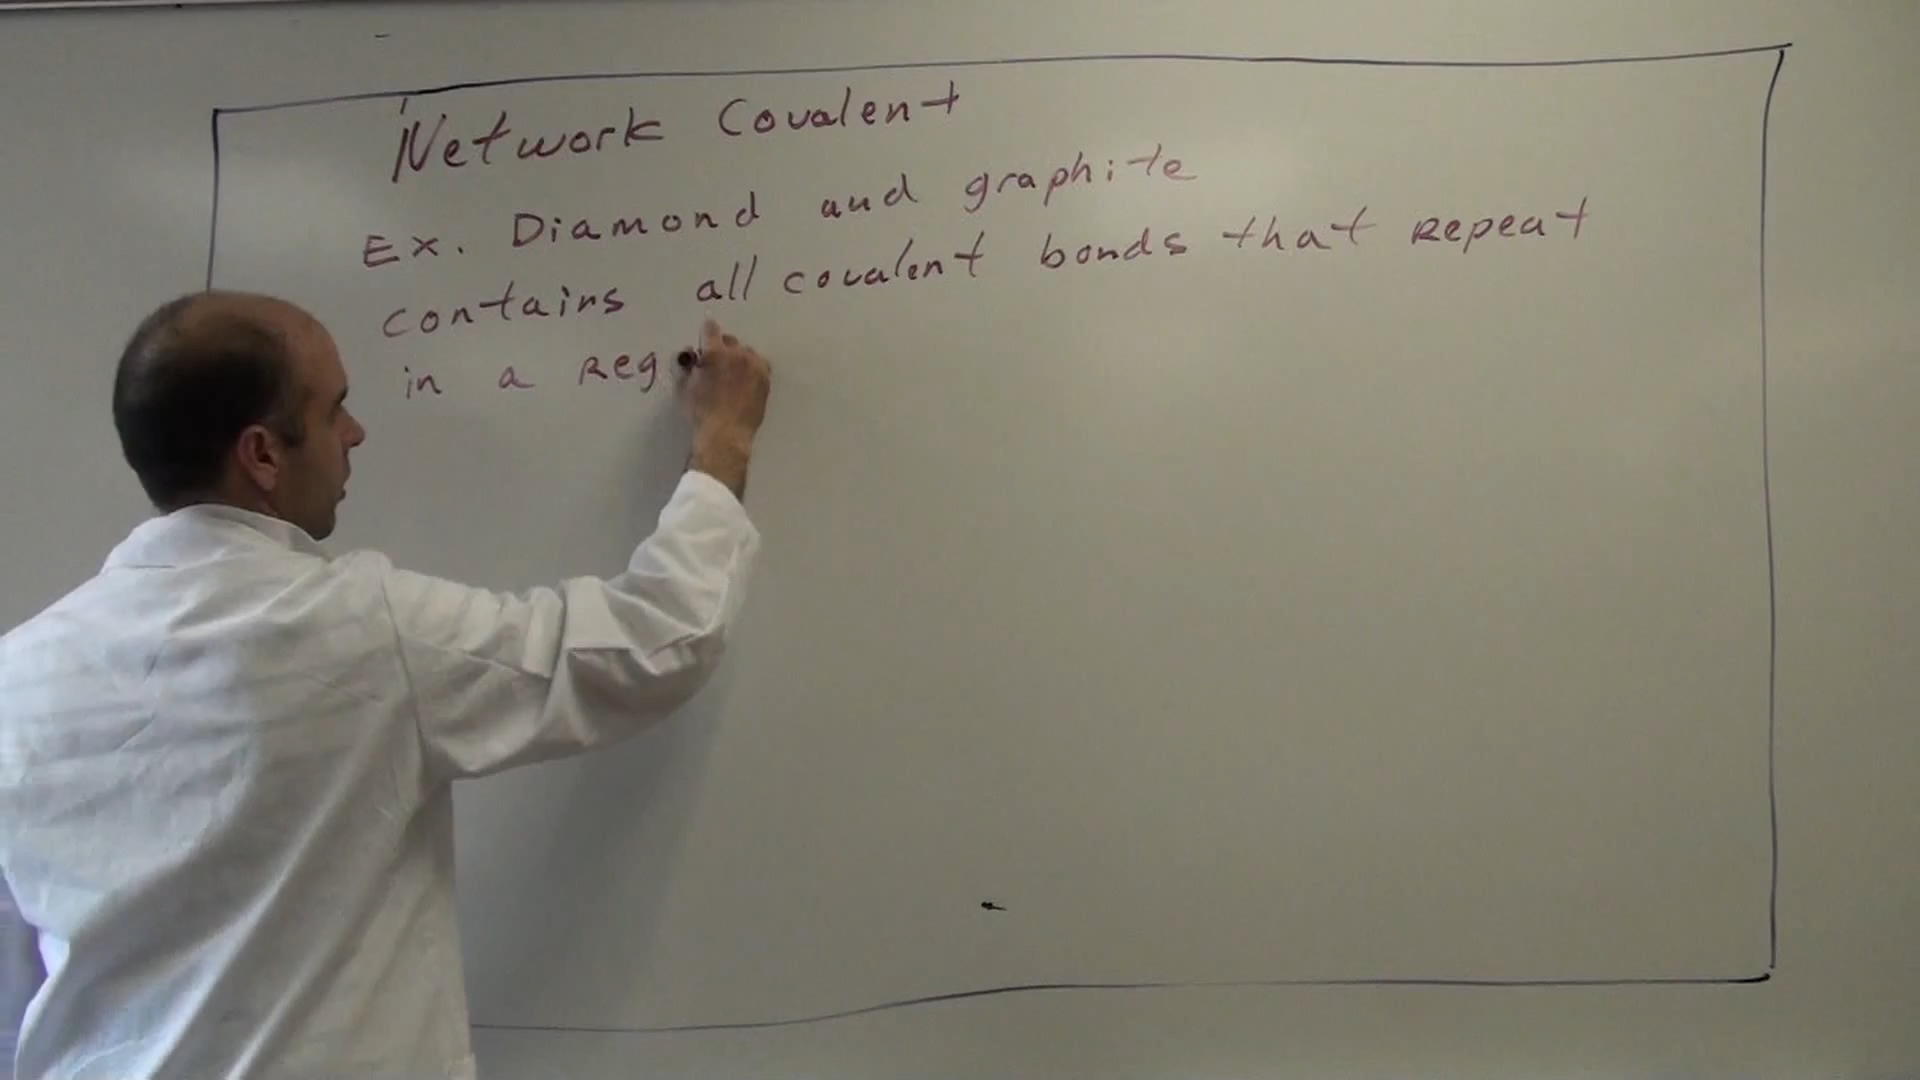 Network Covalent
Ex. Diamond and graphite
contains all covalent bonds that Repeat
in a Reg